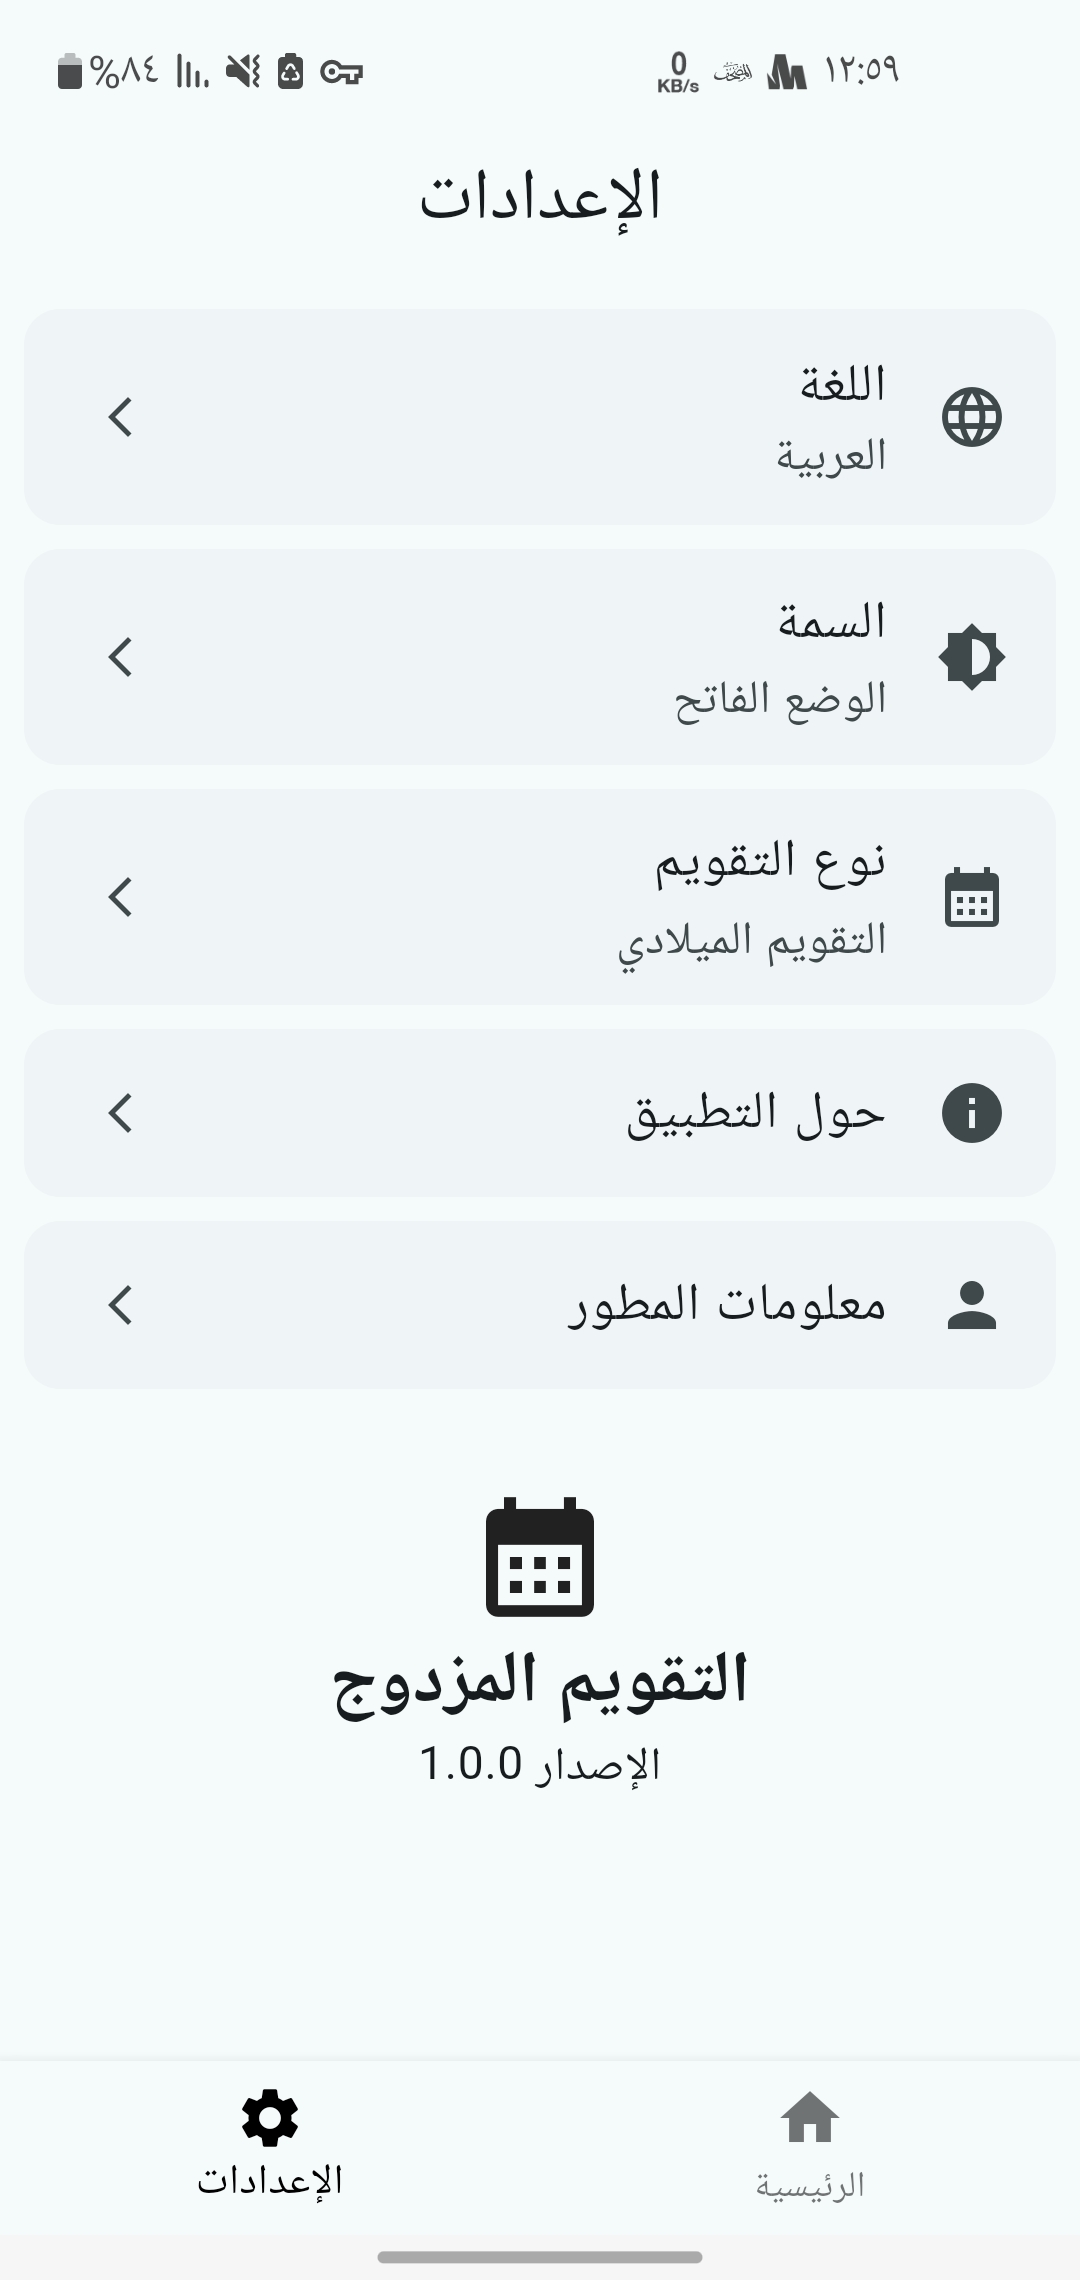 ١٢:٥٩
0
KB/s
%٨٤
الإعدادات
اللغة
العربية
السمة
الوضع الفاتح
نوع التقويم
التقويم الميلادي
حول التطبيق
معلومات المطور
التقويم المزدوج
الإصدار 1.0.0
الرئيسية
الإعدادات